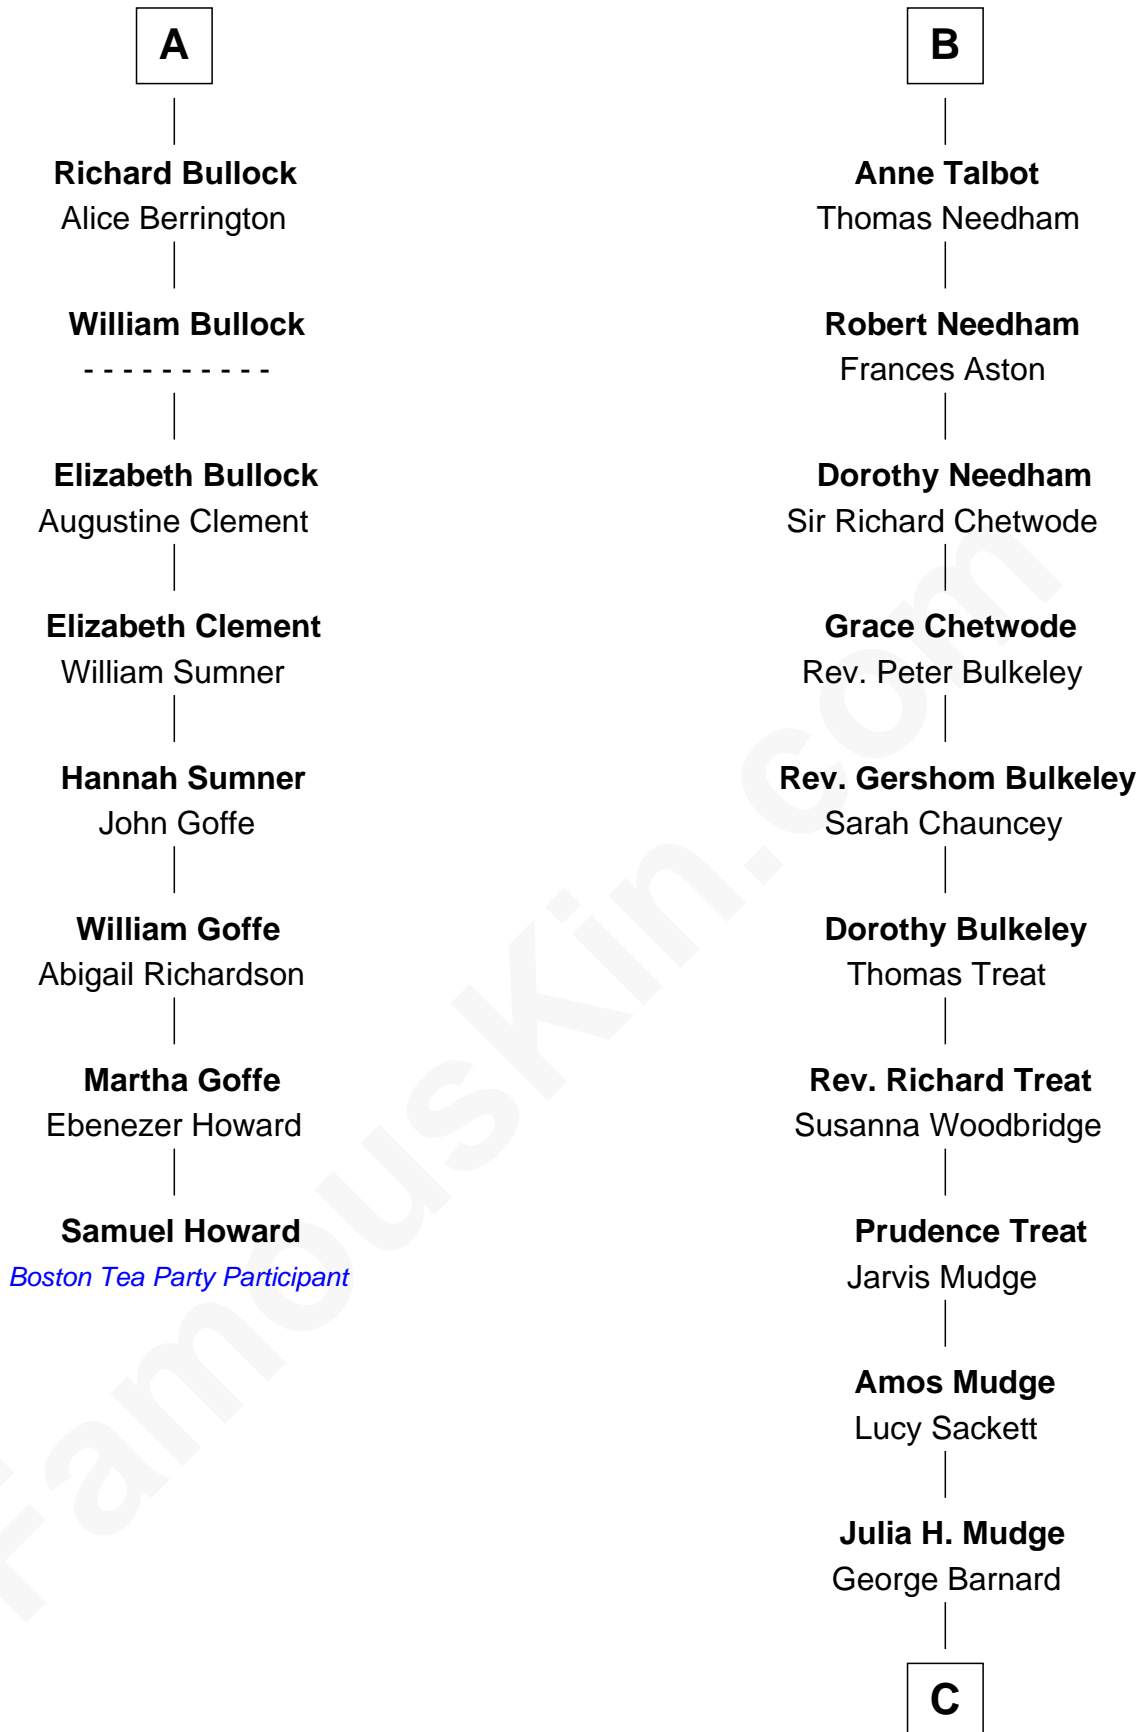 A
Richard Bullock
Alice Berrington
William Bullock
- - - - - - - - - -
Elizabeth Bullock
Augustine Clement
Elizabeth Clement
William Sumner
Hannah Sumner
John Goffe
William Goffe
Abigail Richardson
Martha Goffe
Ebenezer Howard
Samuel Howard
Boston Tea Party Participant
B
Anne Talbot
Thomas Needham
Robert Needham
Frances Aston
Dorothy Needham
Sir Richard Chetwode
Grace Chetwode
Rev. Peter Bulkeley
Rev. Gershom Bulkeley
Sarah Chauncey
Dorothy Bulkeley
Thomas Treat
Rev. Richard Treat
Susanna Woodbridge
Prudence Treat
Jarvis Mudge
Amos Mudge
Lucy Sackett
Julia H. Mudge
George Barnard
C
FamousKin.com